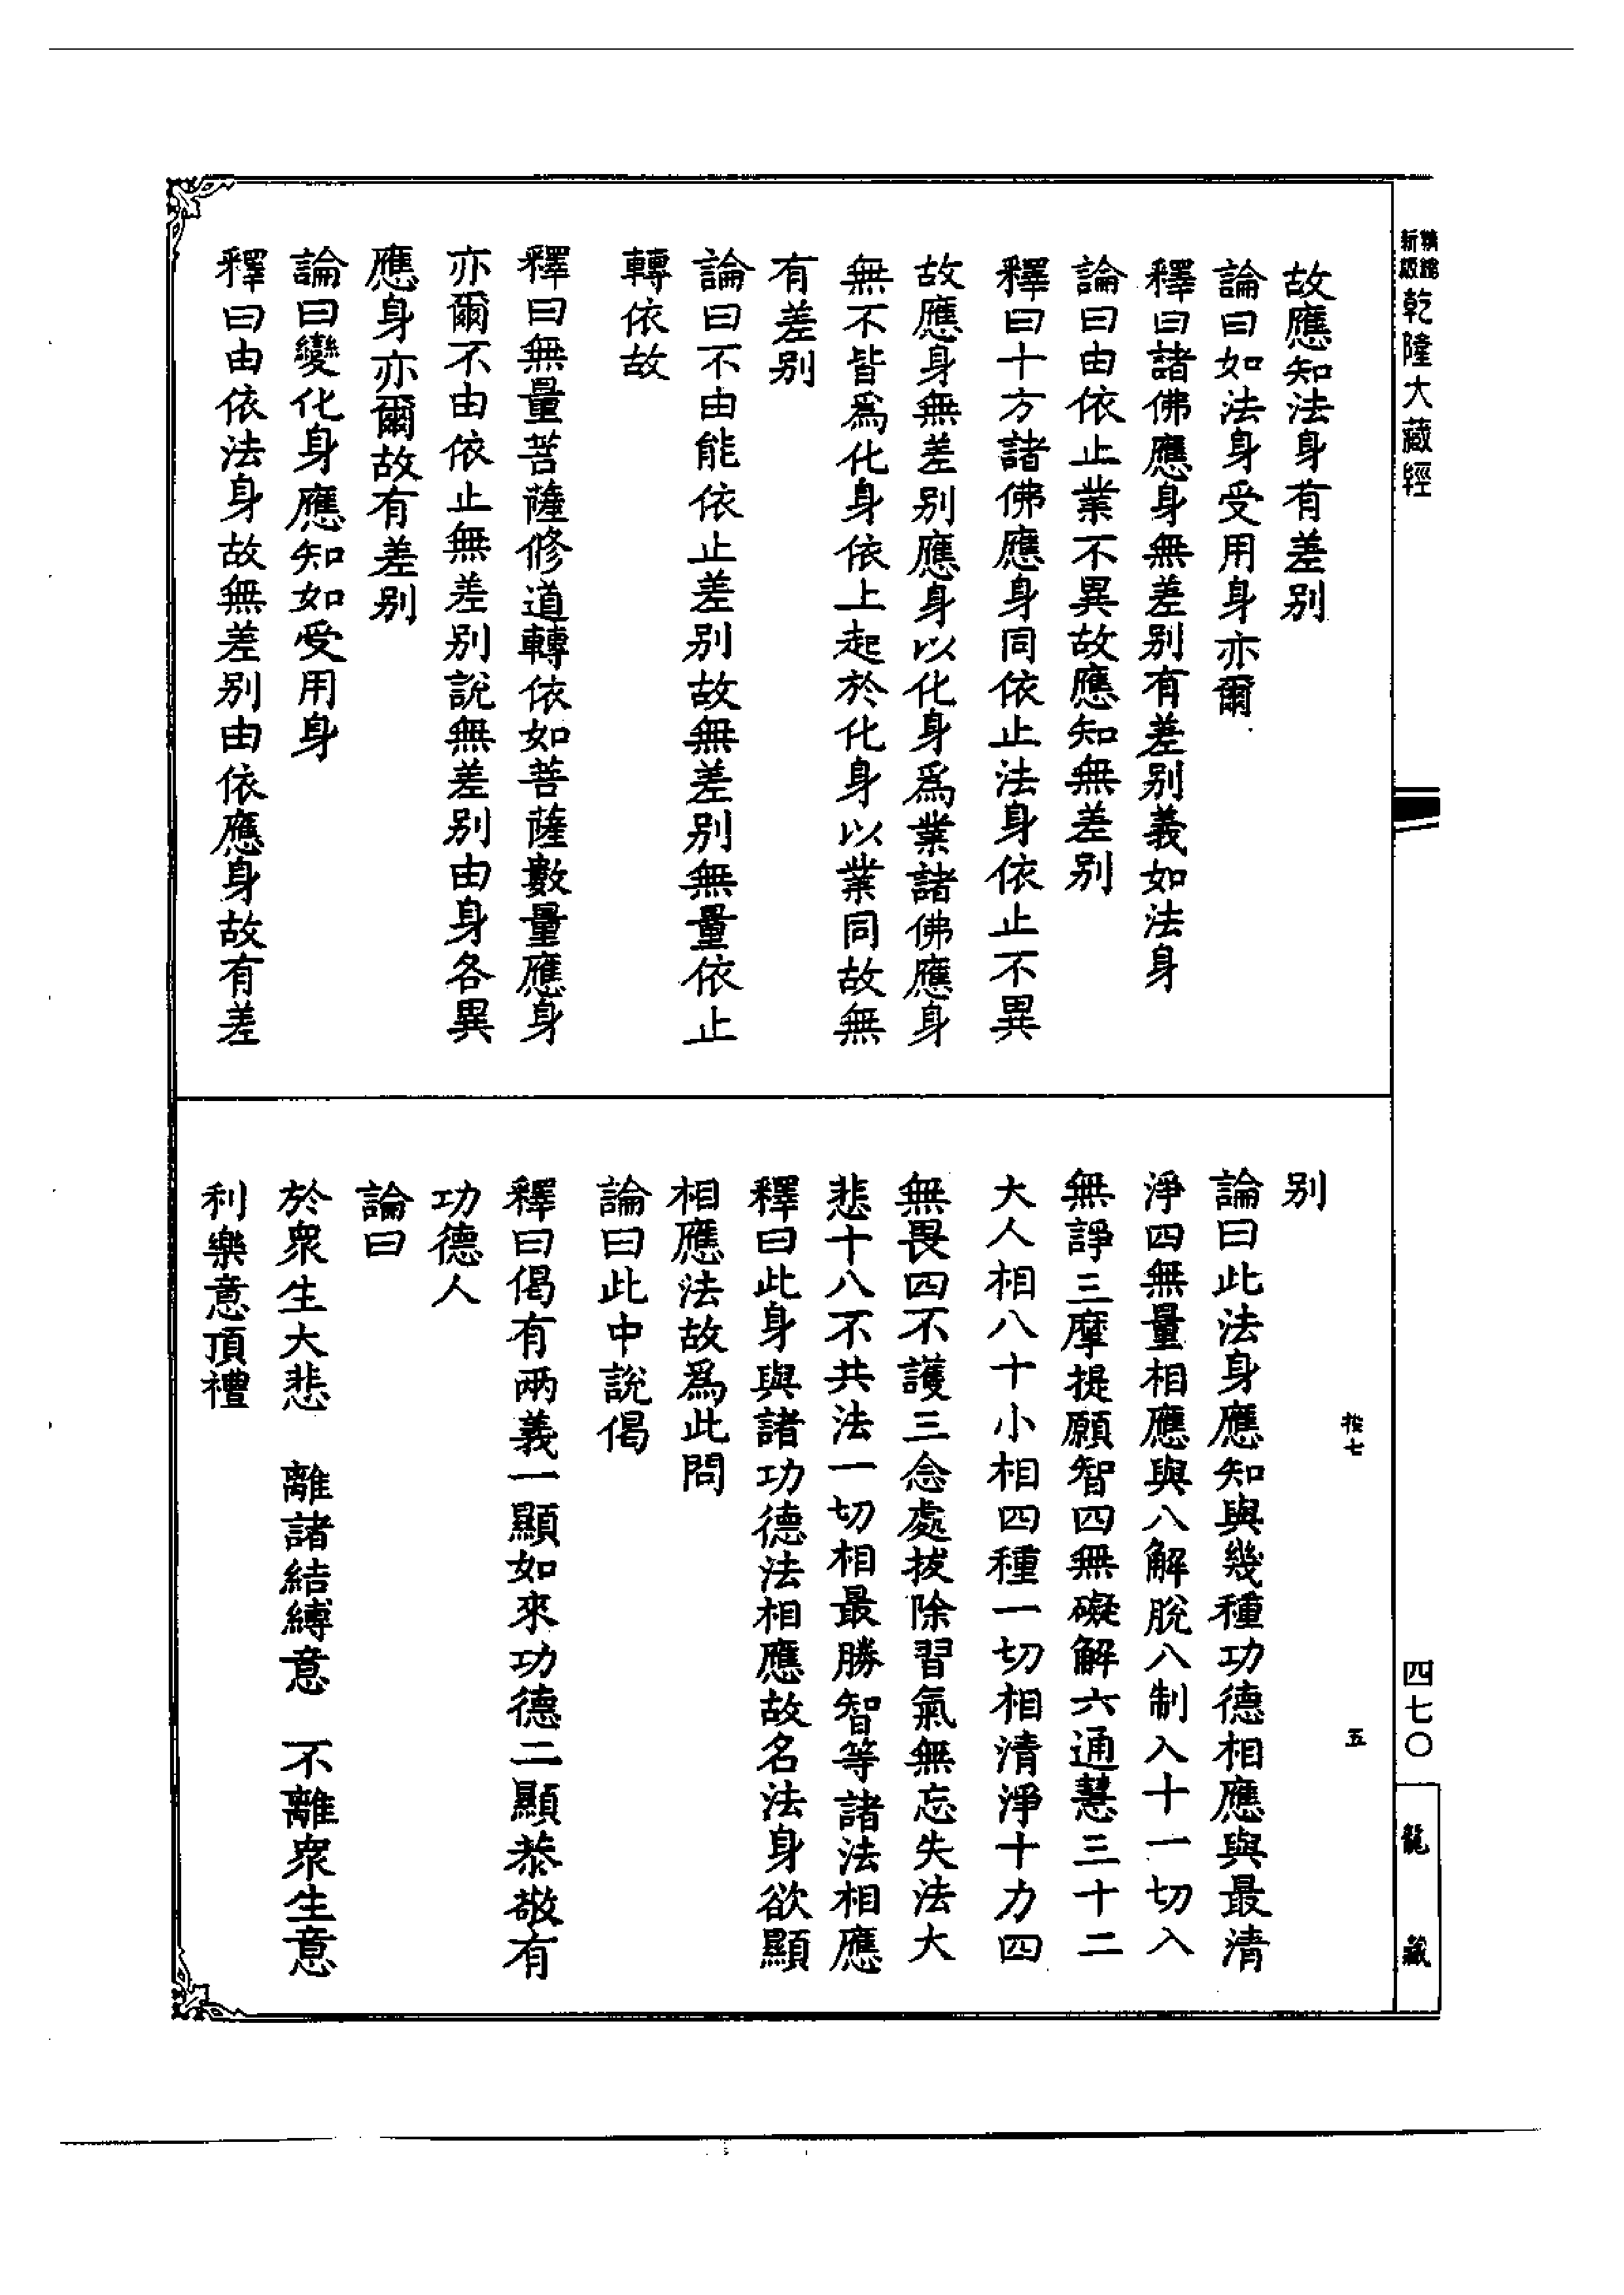 新編
新版
乾隆大藏經
故應知法身有差别
論曰如法身受用身亦爾
釋曰諸佛應身無差别有差别義如法身
論曰由依止業不異故應知無差别
釋曰十方諸佛應身同依止法身依止不異
故應身無差别應身以化身爲業諸佛應身
無不皆爲化身依上起於化身以業同故無
有差别
論曰不由能依止差别故無差别無量依止
轉依故
釋曰無量菩薩修道轉依如菩薩數量應身
亦爾不由依止無差别說無差别由身各異
應身亦爾故有差别
論曰變化身應知如受用身
釋曰由依法身故無差别由依應身故有差
别
論曰此法身應知與幾種功德相應與最清
淨四無量相應與八解脫八制入十一切入
無諍三摩提願智四無礙解六通慧三十二
大人相八十小相四種一切相清淨十力四
無畏四不護三念處拔除習氣無忘失法大
悲十八不共法一切相最勝智等諸法相應
釋曰此身與諸功德法相應故名法身欲顯
相應法故爲此問
論曰此中說偈
釋曰偈有兩義一顯如來功德二顯恭敬有
功德人
論曰
於衆生大悲　離諸結縛意　不離衆生意
利樂意頂禮
四七〇
五
龍藏